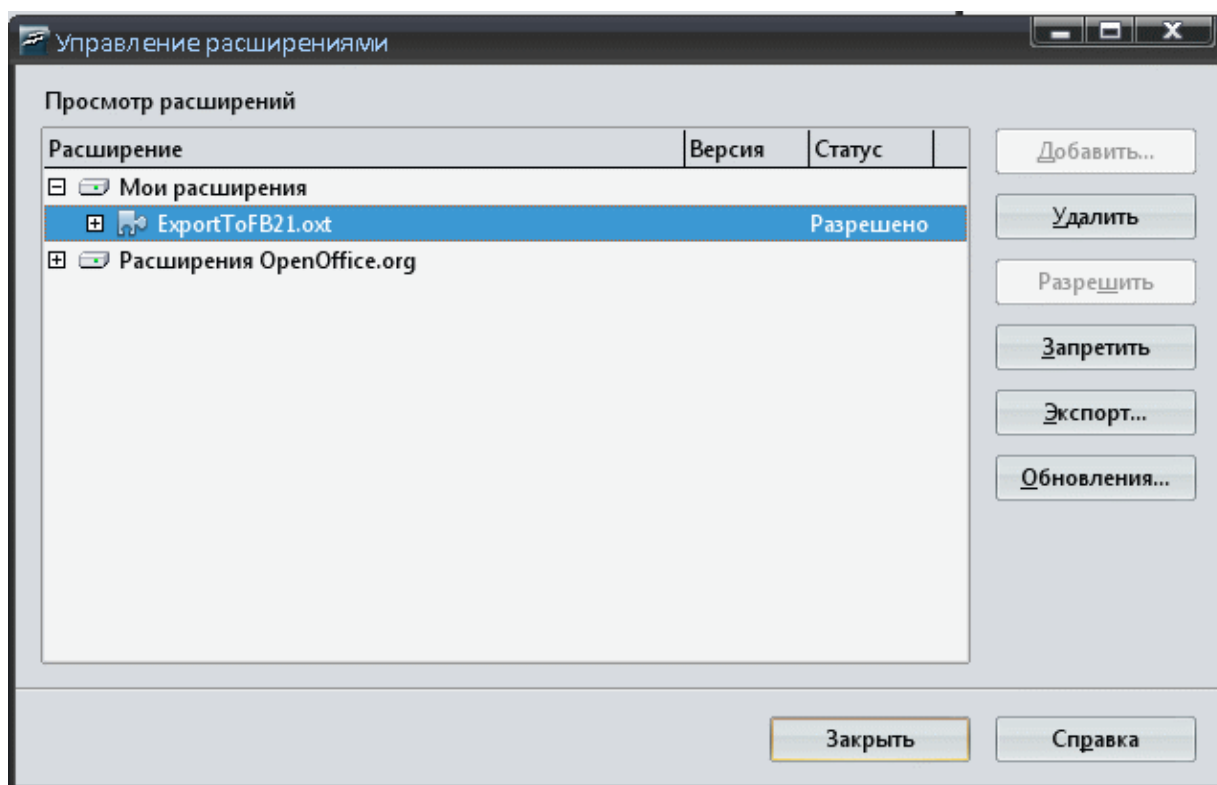 Управление расширениями
Просмотр расширений
Расширение Версия Статус
Мои расширения
ExportToFB21.oxt Разрешено
Расширения OpenOffice.org
Добавить...
Удалить
Разрешить
Запретить
Экспорт...
Обновления...
Закрыть Справка